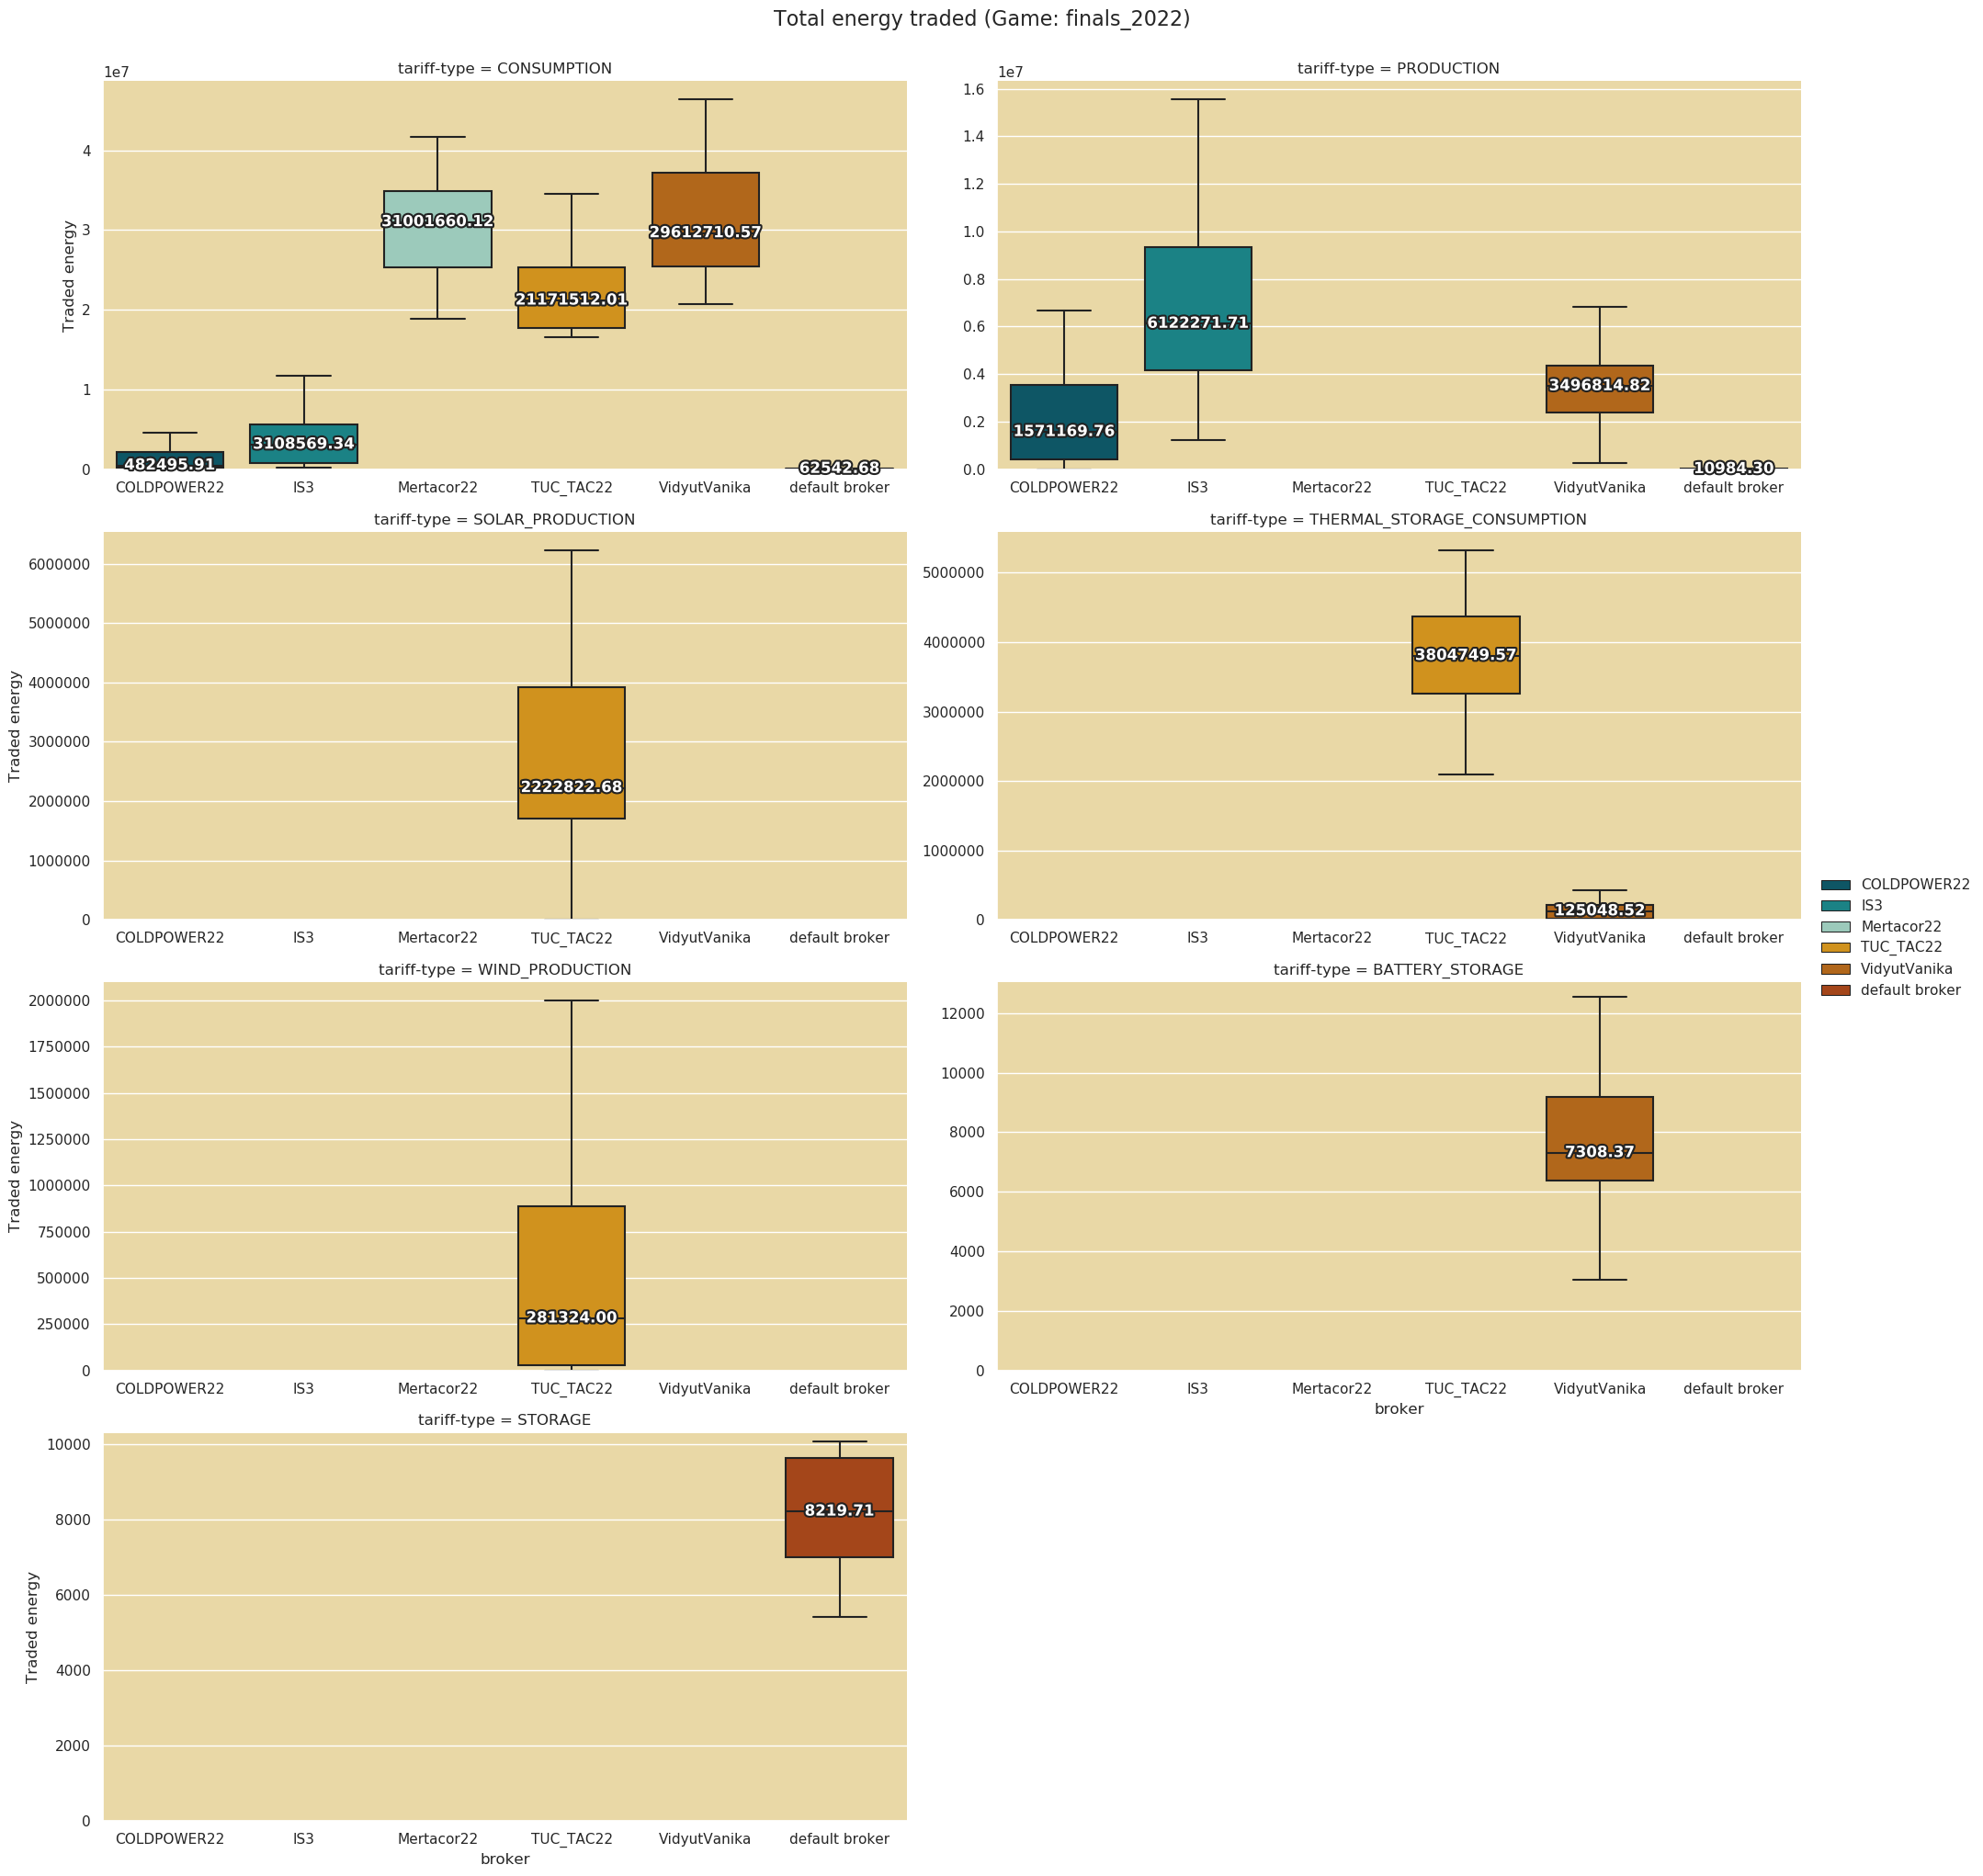 Total energy traded (Game: finals_2022)
tariff-type = CONSUMPTION
1e7
4
3
2
1
0
Traded energy
31001660.12
29612710.57
21171512.01
3108569.34
482495.91
62542.68
COLDPOWER22 IS3 Mertacor22 TUC_TAC22 VidyutVanika default broker
tariff-type = PRODUCTION
1e7
1.6
1.4
1.2
1.0
0.8
0.6
0.4
0.2
0.0
6122271.71
3496814.82
1571169.76
10984.30
COLDPOWER22 IS3 Mertacor22 TUC_TAC22 VidyutVanika default broker
tariff-type = SOLAR_PRODUCTION
6000000
5000000
4000000
3000000
2000000
1000000
0
Traded energy
2222822.68
COLDPOWER22 IS3 Mertacor22 TUC_TAC22 VidyutVanika default broker
tariff-type = THERMAL_STORAGE_CONSUMPTION
5000000
4000000
3000000
2000000
1000000
0
3804749.57
125048.52
COLDPOWER22 IS3 Mertacor22 TUC_TAC22 VidyutVanika default broker
COLDPOWER22
IS3
Mertacor22
TUC_TAC22
VidyutVanika
default broker
tariff-type = WIND_PRODUCTION
2000000
1750000
1500000
1250000
1000000
750000
500000
250000
0
Traded energy
281324.00
COLDPOWER22 IS3 Mertacor22 TUC_TAC22 VidyutVanika default broker
tariff-type = BATTERY_STORAGE
12000
10000
8000
6000
4000
2000
0
7308.37
COLDPOWER22 IS3 Mertacor22 TUC_TAC22 VidyutVanika default broker
broker
tariff-type = STORAGE
10000
8000
6000
4000
2000
0
Traded energy
8219.71
COLDPOWER22 IS3 Mertacor22 TUC_TAC22 VidyutVanika default broker
broker